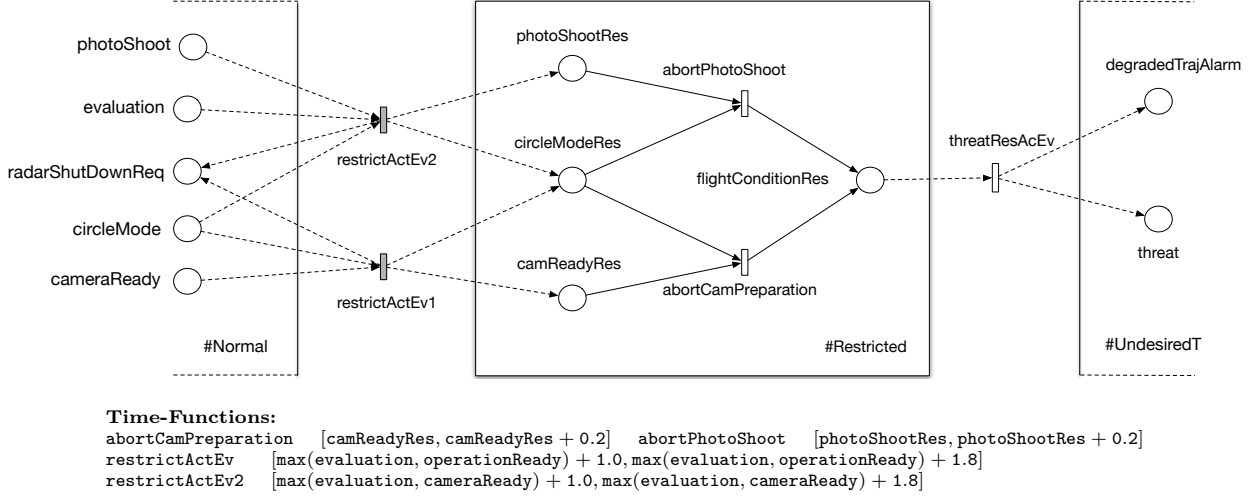 photoShoot
evaluation
radarShutDownReq
circleMode
cameraReady
#Normal
restrictActEv2
restrictActEv1
photoShootRes
circleModeRes
camReadyRes
abortPhotoShoot
flightConditionRes
abortCamPreparation
#Restricted
threatResAcEv
degradedTrajAlarm
threat
#UndesiredT
Time-Functions:
abortCamPreparation [camReadyRes, camReadyRes + 0.2] abortPhotoShoot [photoShootRes, photoShootRes + 0.2]
restrictActEv [max(evaluation, operationReady) + 1.0, max(evaluation, operationReady) + 1.8]
restrictActEv2 [max(evaluation, cameraReady) + 1.0, max(evaluation, cameraReady) + 1.8]